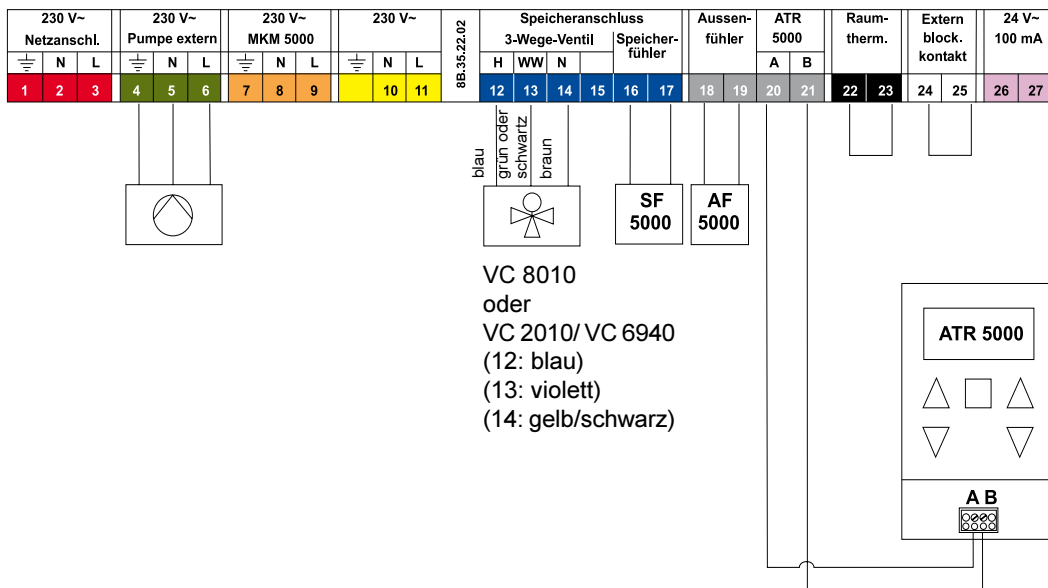 230 V~ 230 V~ 230 V~ 230 V~ Speicheranschluss Aussen- ATR Raum- Extern 24 V~
Netzanschl. Pumpe extern MKM 5000 3-Wege-Ventil Speicher- fühler 5000 therm. block. 100 mA
fühler kontakt
N L N L N L N L H WW N A B
8B.35.22.02
1 2 3 4 5 6 7 8 9 10 11 12 13 14 15 16 17 18 19 20 21 22 23 24 25 26 27
blau
grün oder
schwartz
braun
SF
5000
AF
5000
VC 8010
oder
VC 2010/ VC 6940
(12: blau)
(13: violett)
(14: gelb/schwarz)
ATR 5000
A B